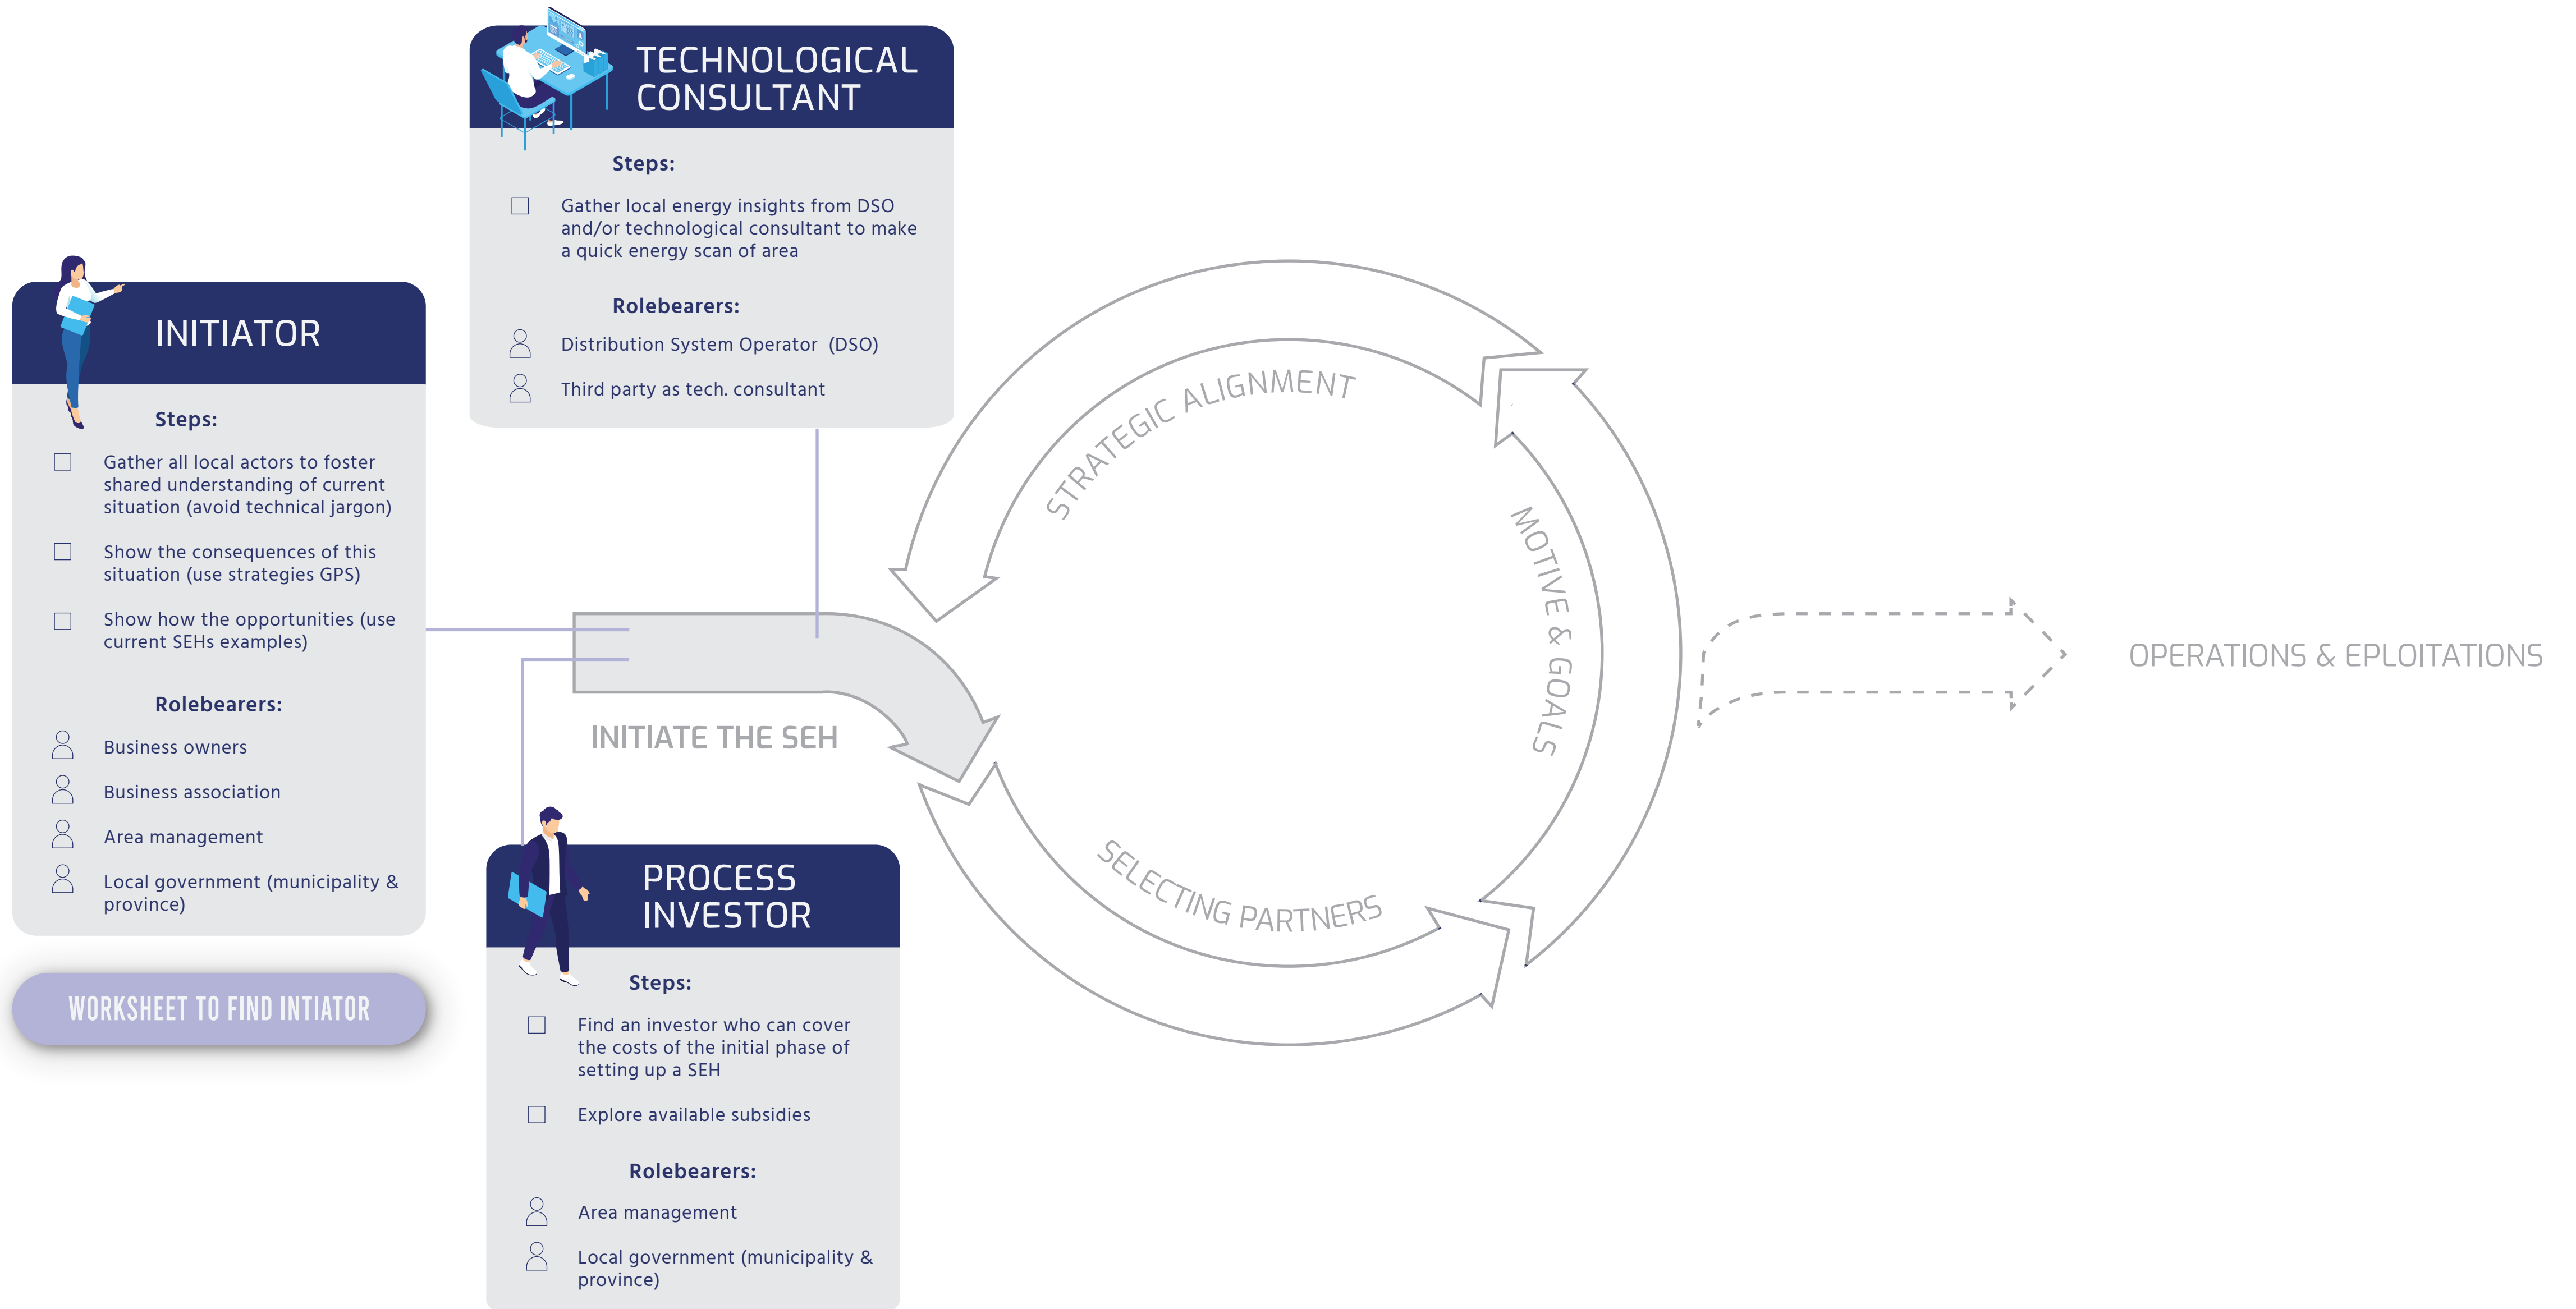 TECHNOLOGICAL
CONSULTANT
Steps:
Gather local energy insights from DSO
and/or technological consultant to make
a quick energy scan of area
Rolebearers:
Distribution System Operator (DSO)
Third party as tech. consultant
INITIATOR
Steps:
Gather all local actors to foster
shared understanding of current
situation (avoid technical jargon)
Show the consequences of this
situation (use strategies GPS)
Show how the opportunities (use
current SEHs examples)
Rolebearers:
Business owners
Business association
Area management
Local government (municipality &
province)
WORKSHEET TO FIND INTIATOR
INITIATE THE SEH
PROCESS
INVESTOR
Steps:
Find an investor who can cover
the costs of the initial phase of
setting up a SEH
Explore available subsidies
Rolebearers:
Area management
Local government (municipality &
province)
STRATEGIC ALIGNMENT
MOTIVE & GOALS
SELECTING PARTNERS
OPERATIONS & EPLOITATIONS